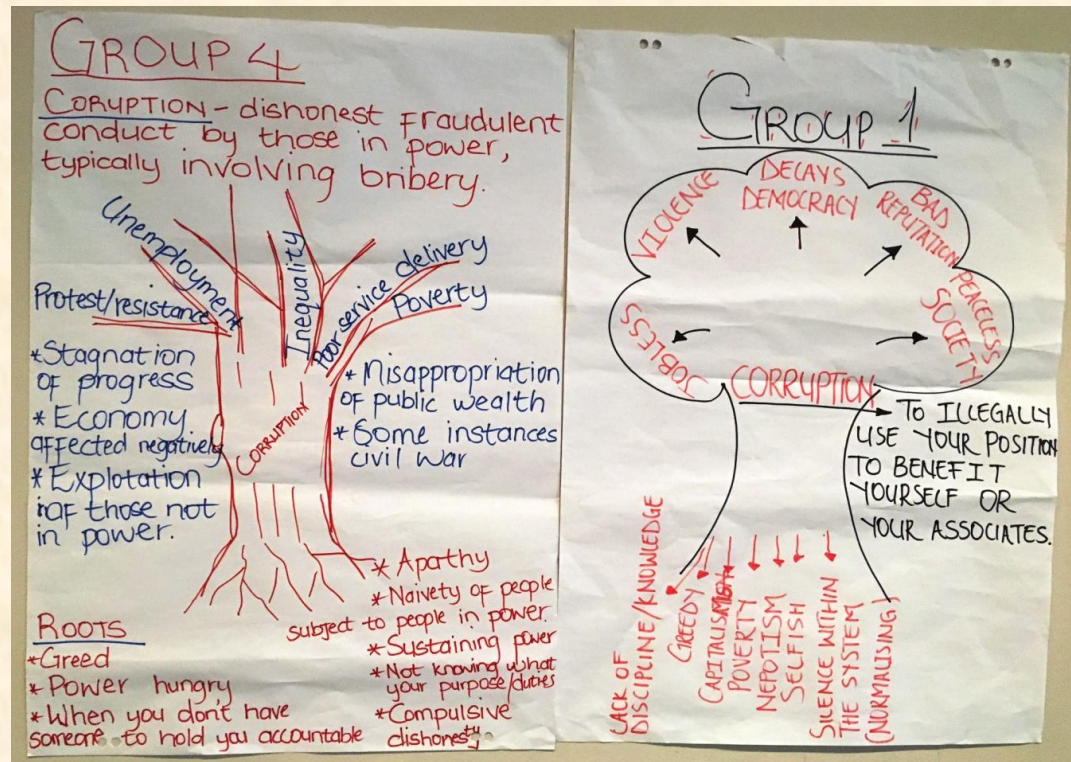 GROUP 4
CORUPTION - dishonest fraudulent
conduct by those in power,
typically involving bribery.
Unemployment
Inequality
Poor service delivery
Poverty
Protest/resistance
*Stagnation
of progress
* Economy
affected negatively
* Explotation
of those not
in power.
CORRUPTION
* Misappropriation
of public wealth
* Some instances
civil war
ROOTS
*Greed
* Power hungry
*When you don't have
someone to hold you accountable
* Apathy
*Naivety of people
subject to people in power.
*Sustaining power
*Not knowing what
your purpose/duties
*Compulsive
dishonesty
GROUP 1
JOBLESS
VIOLENCE
DELAYS
DEMOCRACY
BAD
REPUTATION
PEACELESS
SOCIETY
CORRUPTION
TO ILLEGALLY
USE YOUR POSITION
TO BENEFIT
YOURSELF OR
YOUR ASSOCIATES.
LACK OF
DISCIPLINE/KNOWLEDGE
GREEDY
CAPITALISM
POVERTY
NEPOTISM
SELFISH
SILENCE WITHIN
THE SYSTEM
(NORMALISING)